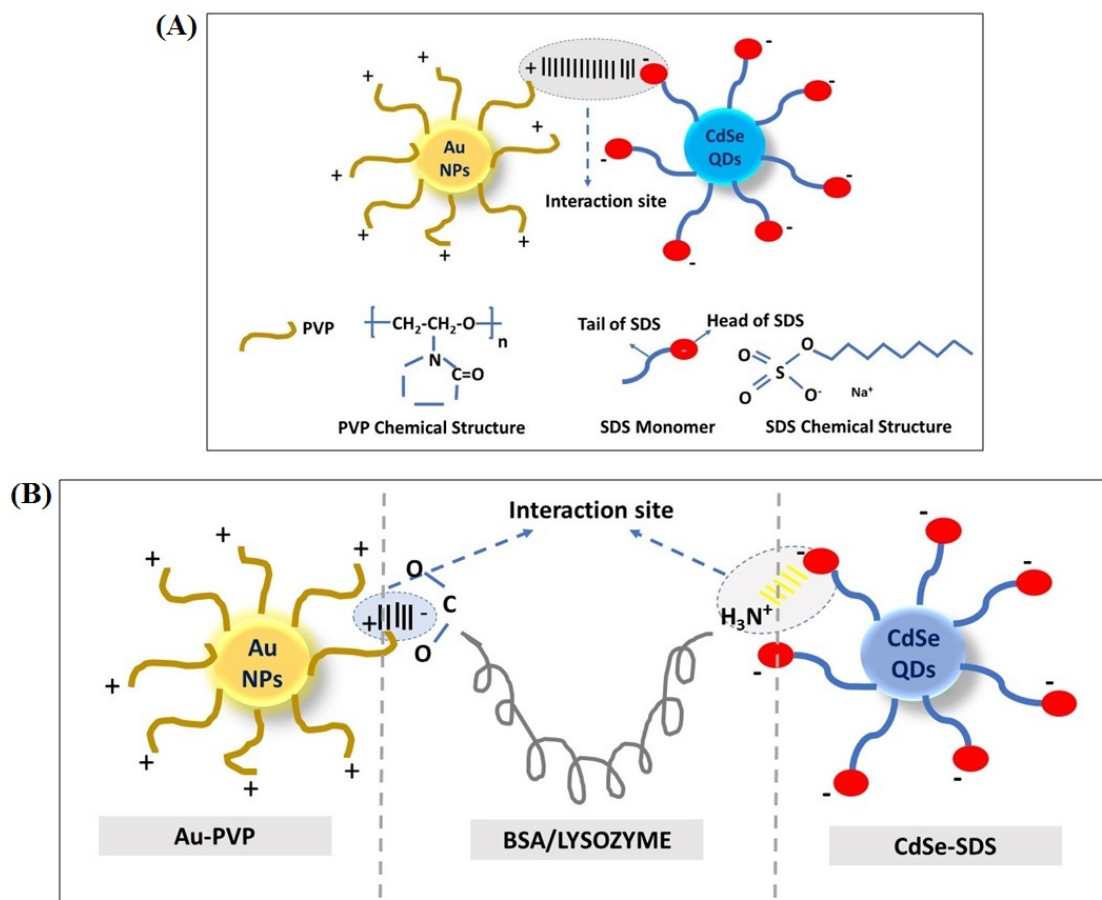 (A)
+ + + + + + + + +
Au
NPs
+ -
Interaction site
- - - - - - -
CdSe
QDs
PVP
CH₂-CH₂-O
n
N
C=O
PVP Chemical Structure
Tail of SDS
Head of SDS
-
SDS Monomer
O
O
S
O
O⁻
Na⁺
SDS Chemical Structure
(B)
Interaction site
+ + + + + + + +
Au
NPs
+ -
O
C
O
H₃N⁺
- - - - - - - -
CdSe
QDs
Au-PVP
BSA/LYSOZYME
CdSe-SDS